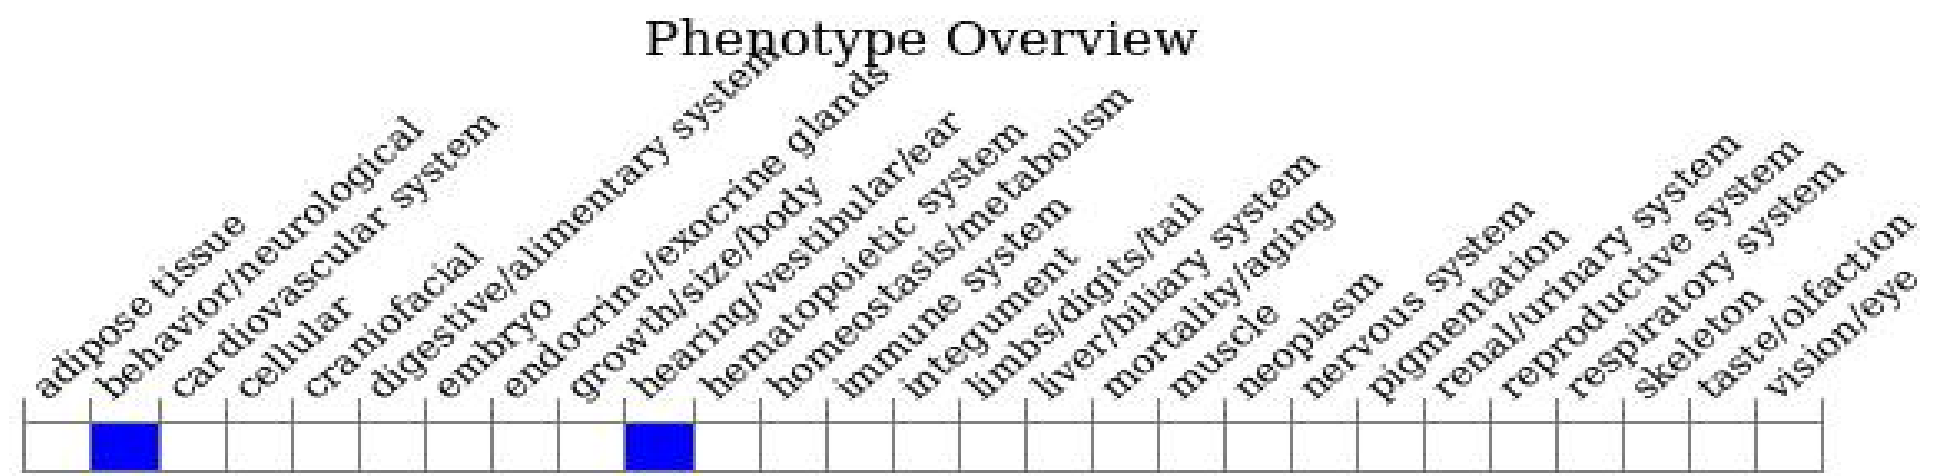 Phenotype Overview
adipose tissue
behavior/neurological
cardiovascular system
cellular
craniofacial
digestive/alimentary system
embryo
endocrine/exocrine glands
growth/size/body
hearing/vestibular/ear
hematopoietic system
homeostasis/metabolism
immune system
integument
limbs/digits/tail
liver/biliary system
mortality/aging
muscle
neoplasm
nervous system
pigmentation
renal/urinary system
reproductive system
respiratory system
skeleton
taste/olfaction
vision/eye